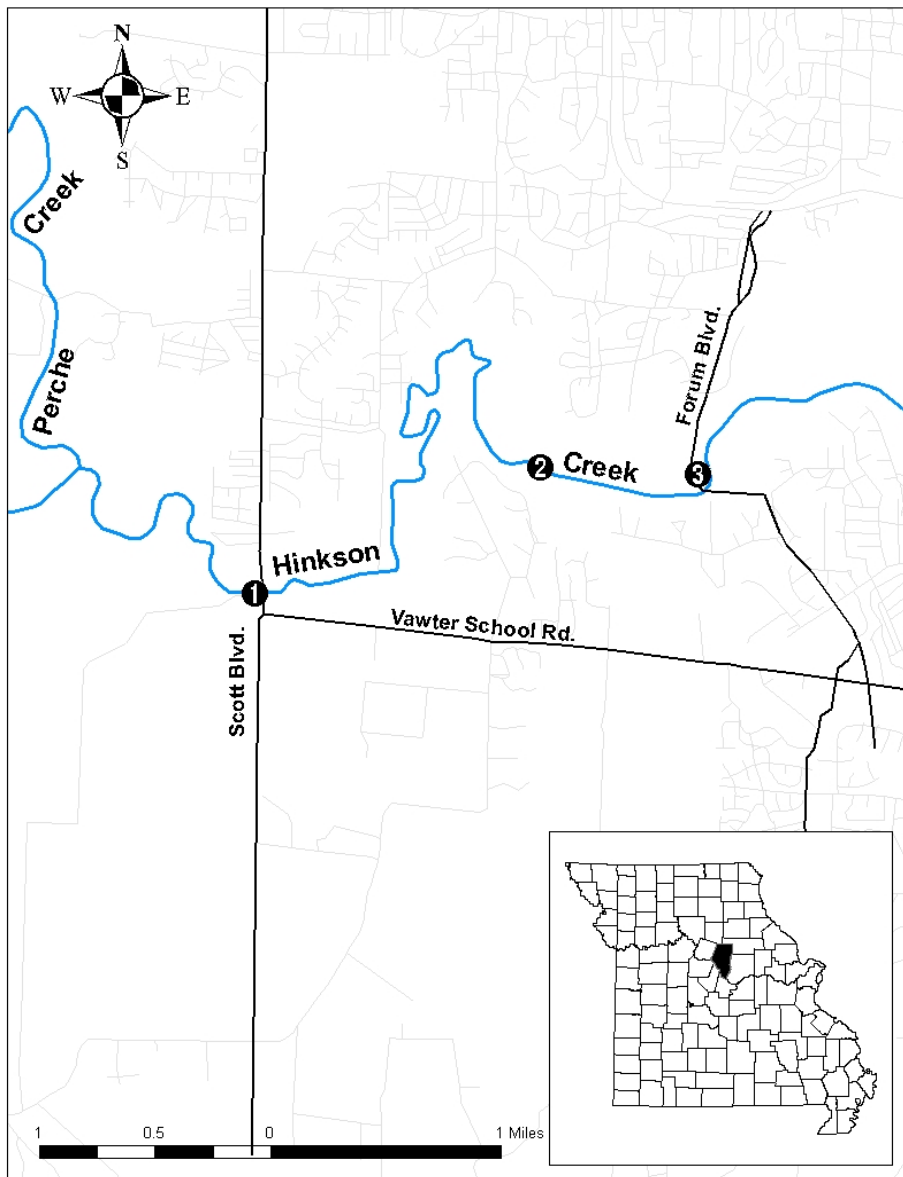 N
W
E
S
Creek
Perche
Forum Blvd.
2
Creek
3
Hinkson
1
Vawter School Rd.
Scott Blvd.
1
0.5
0
1 Miles